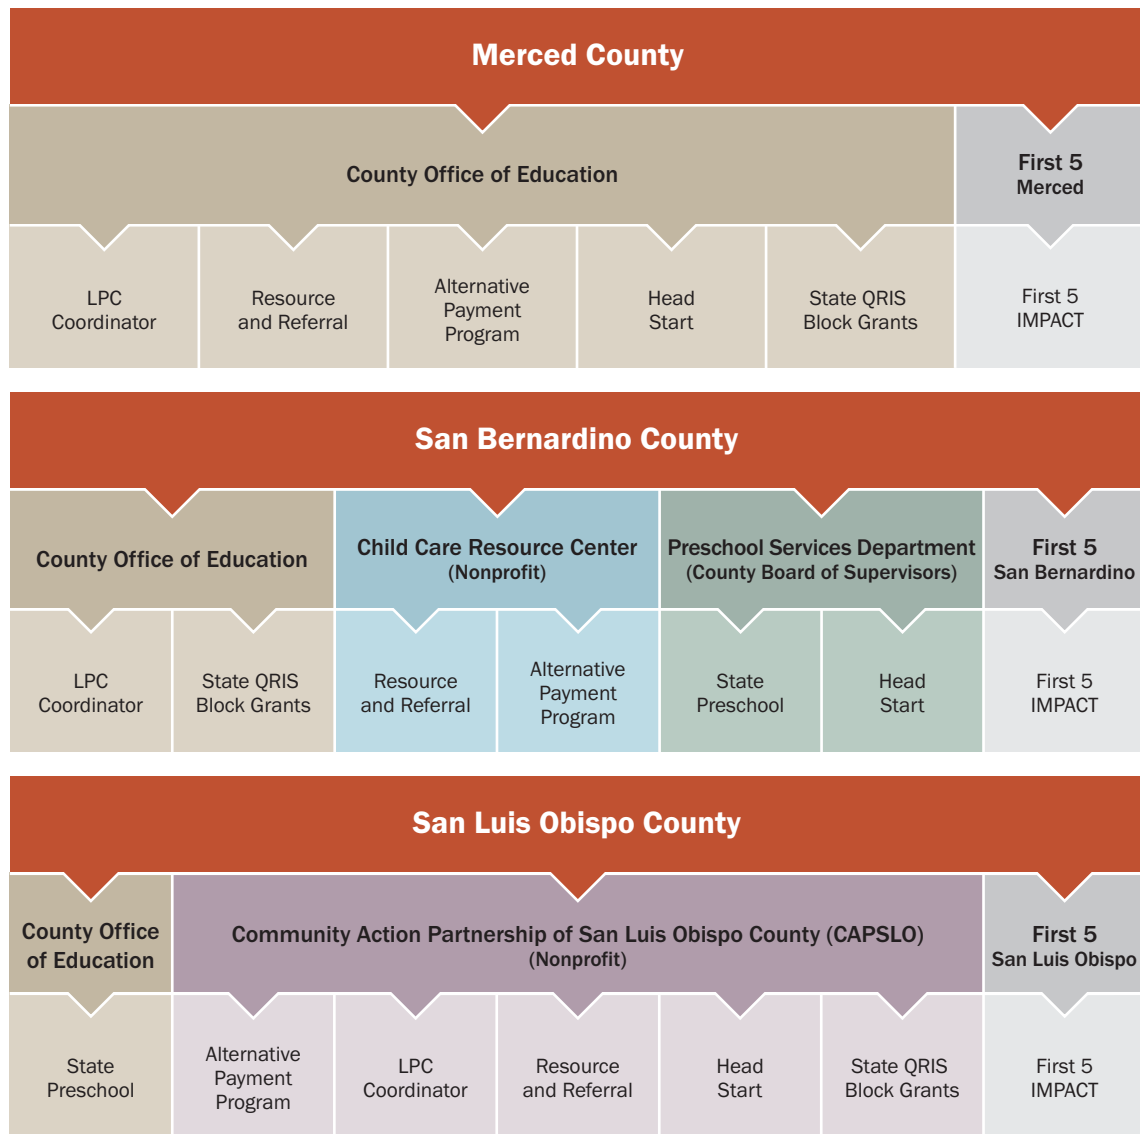 Merced County
County Office of Education
First 5
Merced
LPC
Coordinator
Resource
and Referral
Alternative
Payment
Program
Head
Start
State QRIS
Block Grants
First 5
IMPACT
San Bernardino County
County Office of Education
Child Care Resource Center
(Nonprofit)
Preschool Services Department
(County Board of Supervisors)
First 5
San Bernardino
LPC
Coordinator
State QRIS
Block Grants
Resource
and Referral
Alternative
Payment
Program
State
Preschool
Head
Start
First 5
IMPACT
San Luis Obispo County
County Office
of Education
Community Action Partnership of San Luis Obispo County (CAPSLO)
(Nonprofit)
First 5
San Luis Obispo
State
Preschool
Alternative
Payment
Program
LPC
Coordinator
Resource
and Referral
Head
Start
State QRIS
Block Grants
First 5
IMPACT